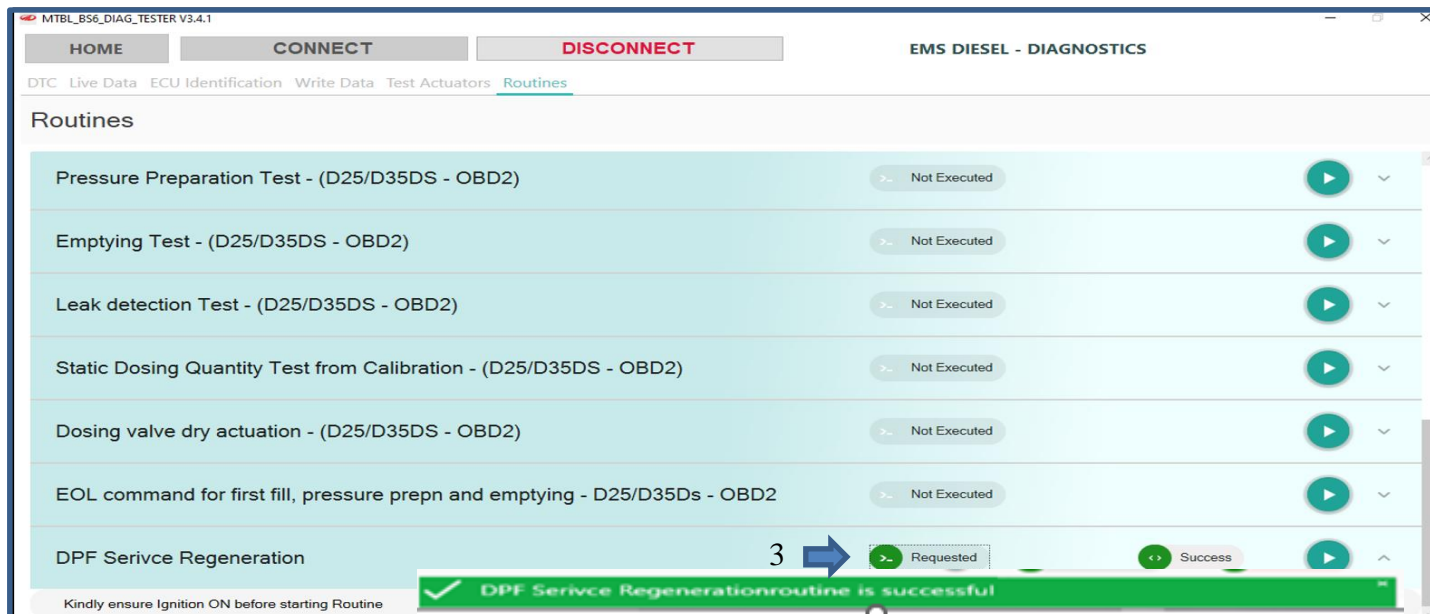 MTBL_BS6_DIAG_TESTER V3.4.1
HOME CONNECT DISCONNECT EMS DIESEL - DIAGNOSTICS
DTC Live Data ECU Identification Write Data Test Actuators Routines
Routines
Pressure Preparation Test - (D25/D35DS - OBD2) >_ Not Executed
Emptying Test - (D25/D35DS - OBD2) >_ Not Executed
Leak detection Test - (D25/D35DS - OBD2) >_ Not Executed
Static Dosing Quantity Test from Calibration - (D25/D35DS - OBD2) >_ Not Executed
Dosing valve dry actuation - (D25/D35DS - OBD2) >_ Not Executed
EOL command for first fill, pressure prepn and emptying - D25/D35Ds - OBD2 >_ Not Executed
DPF Serivce Regeneration 3 >_ Requested <> Success
DPF Serivce Regenerationroutine is successful
Kindly ensure Ignition ON before starting Routine